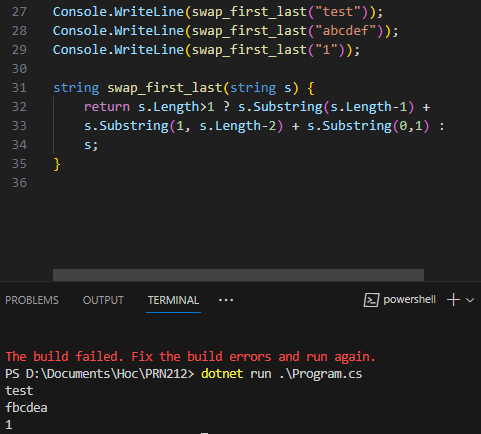 27 Console.WriteLine(swap_first_last("test"));
28 Console.WriteLine(swap_first_last("abcdef"));
29 Console.WriteLine(swap_first_last("1"));
30
31 string swap_first_last(string s) {
32     return s.Length>1 ? s.Substring(s.Length-1) +
33     s.Substring(1, s.Length-2) + s.Substring(0,1) :
34     s;
35 }
36
PROBLEMS OUTPUT TERMINAL ··· powershell
The build failed. Fix the build errors and run again.
PS D:\Documents\Hoc\PRN212> dotnet run .\Program.cs
test
fbcdea
1